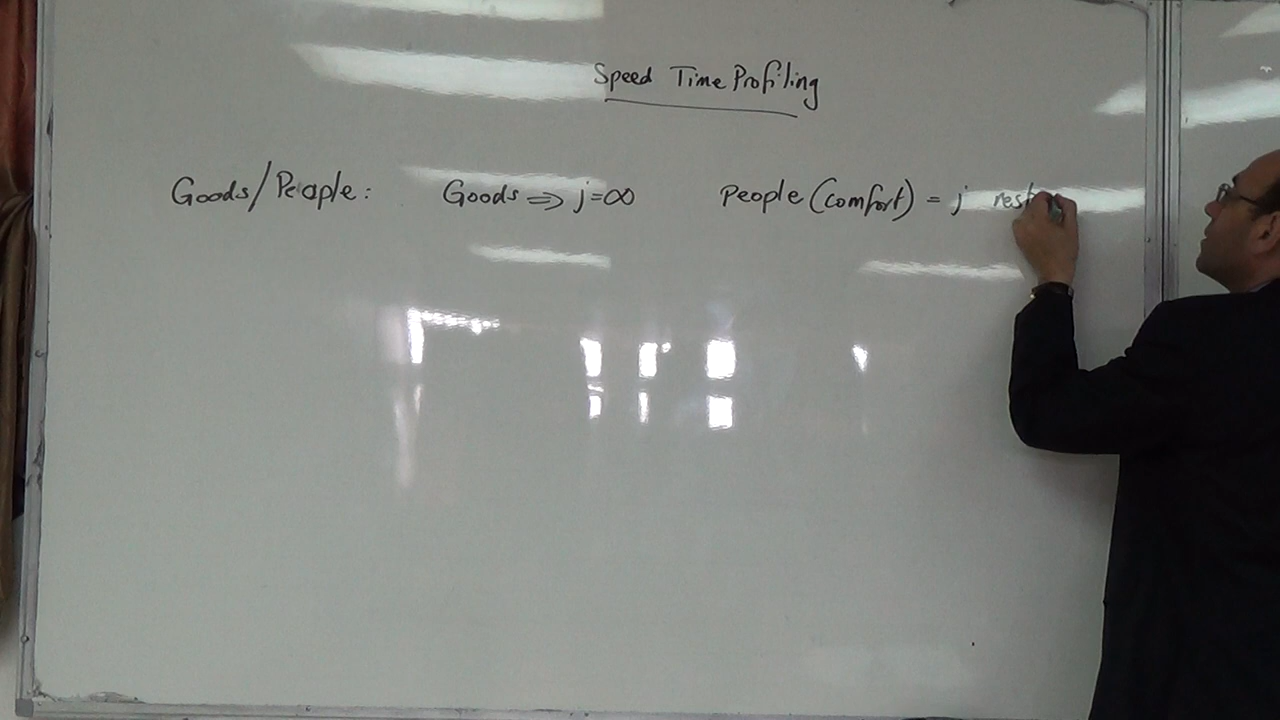 Speed Time Profiling
Goods/People: Goods ⇒ j=∞ People (comfort) = j rest